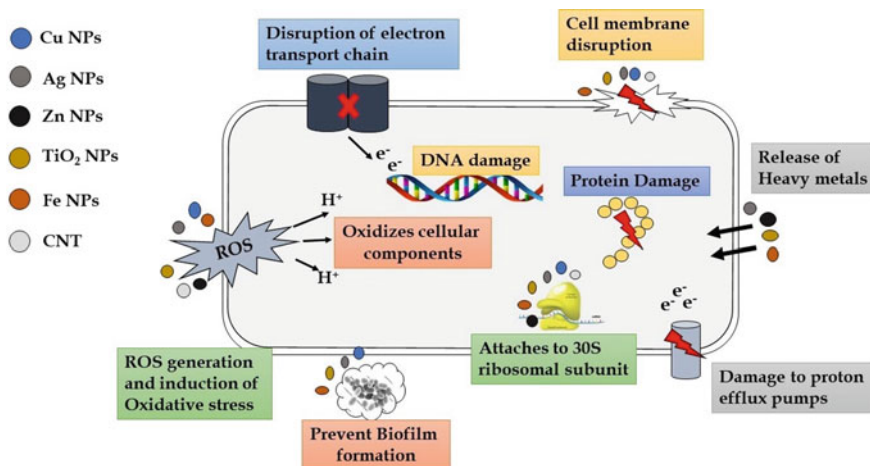 Cu NPs
Ag NPs
Zn NPs
TiO₂ NPs
Fe NPs
CNT
Disruption of electron
transport chain
Cell membrane
disruption
e⁻
e⁻
DNA damage
Protein Damage
Release of
Heavy metals
H⁺
ROS
Oxidizes cellular
components
H⁺
e⁻
e⁻
e⁻
ROS generation
and induction of
Oxidative stress
Attaches to 30S
ribosomal subunit
Damage to proton
efflux pumps
Prevent Biofilm
formation